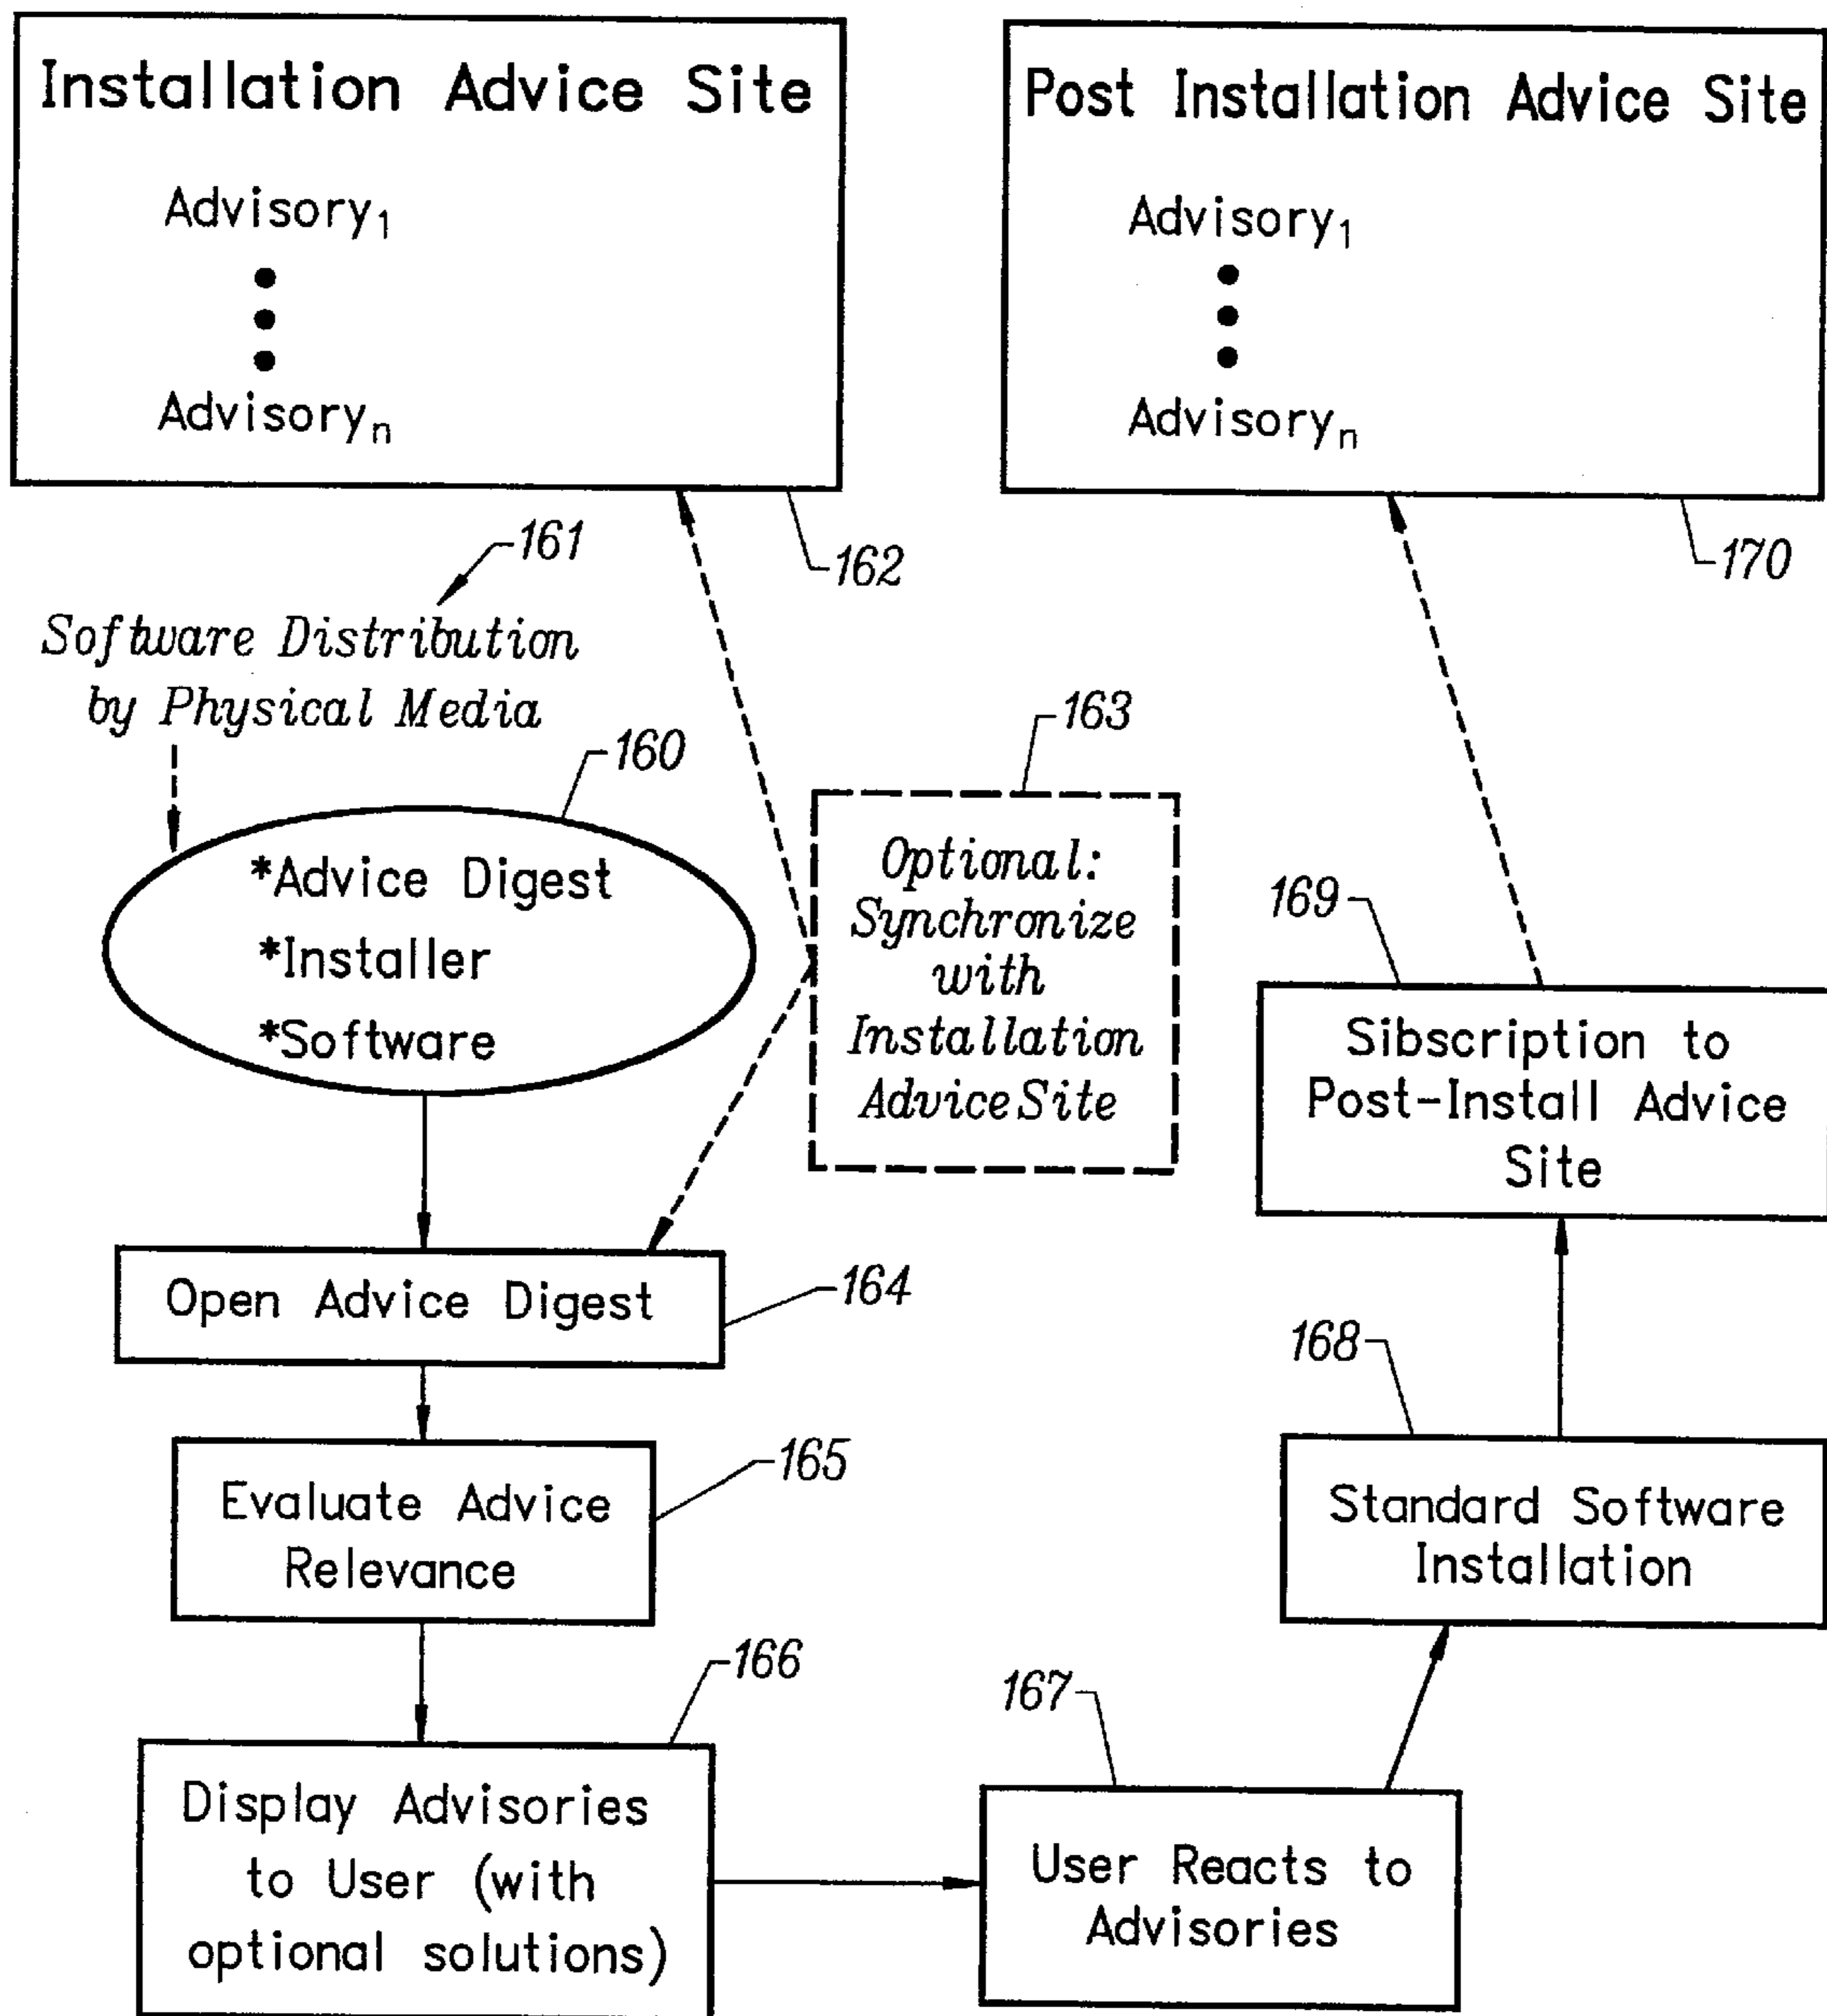 Installation Advice Site
Advisory₁
Advisoryₙ
162
Post Installation Advice Site
Advisory₁
Advisoryₙ
170
161
Software Distribution
by Physical Media
160
*Advice Digest
*Installer
*Software
163
Optional:
Synchronize
with
Installation
Advice Site
Open Advice Digest
164
Evaluate Advice
Relevance
165
Display Advisories
to User (with
optional solutions)
166
User Reacts to
Advisories
167
Standard Software
Installation
168
Sibscription to
Post-Install Advice
Site
169